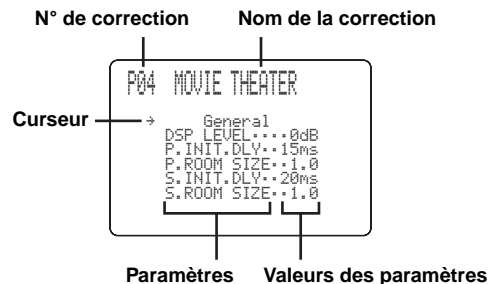 N° de correction Nom de la correction
P04 MOVIE THEATER
Curseur → General
DSP LEVEL····0dB
P.INIT.DLY··15ms
P.ROOM SIZE··1.0
S.INIT.DLY··20ms
S.ROOM SIZE··1.0
Paramètres Valeurs des paramètres